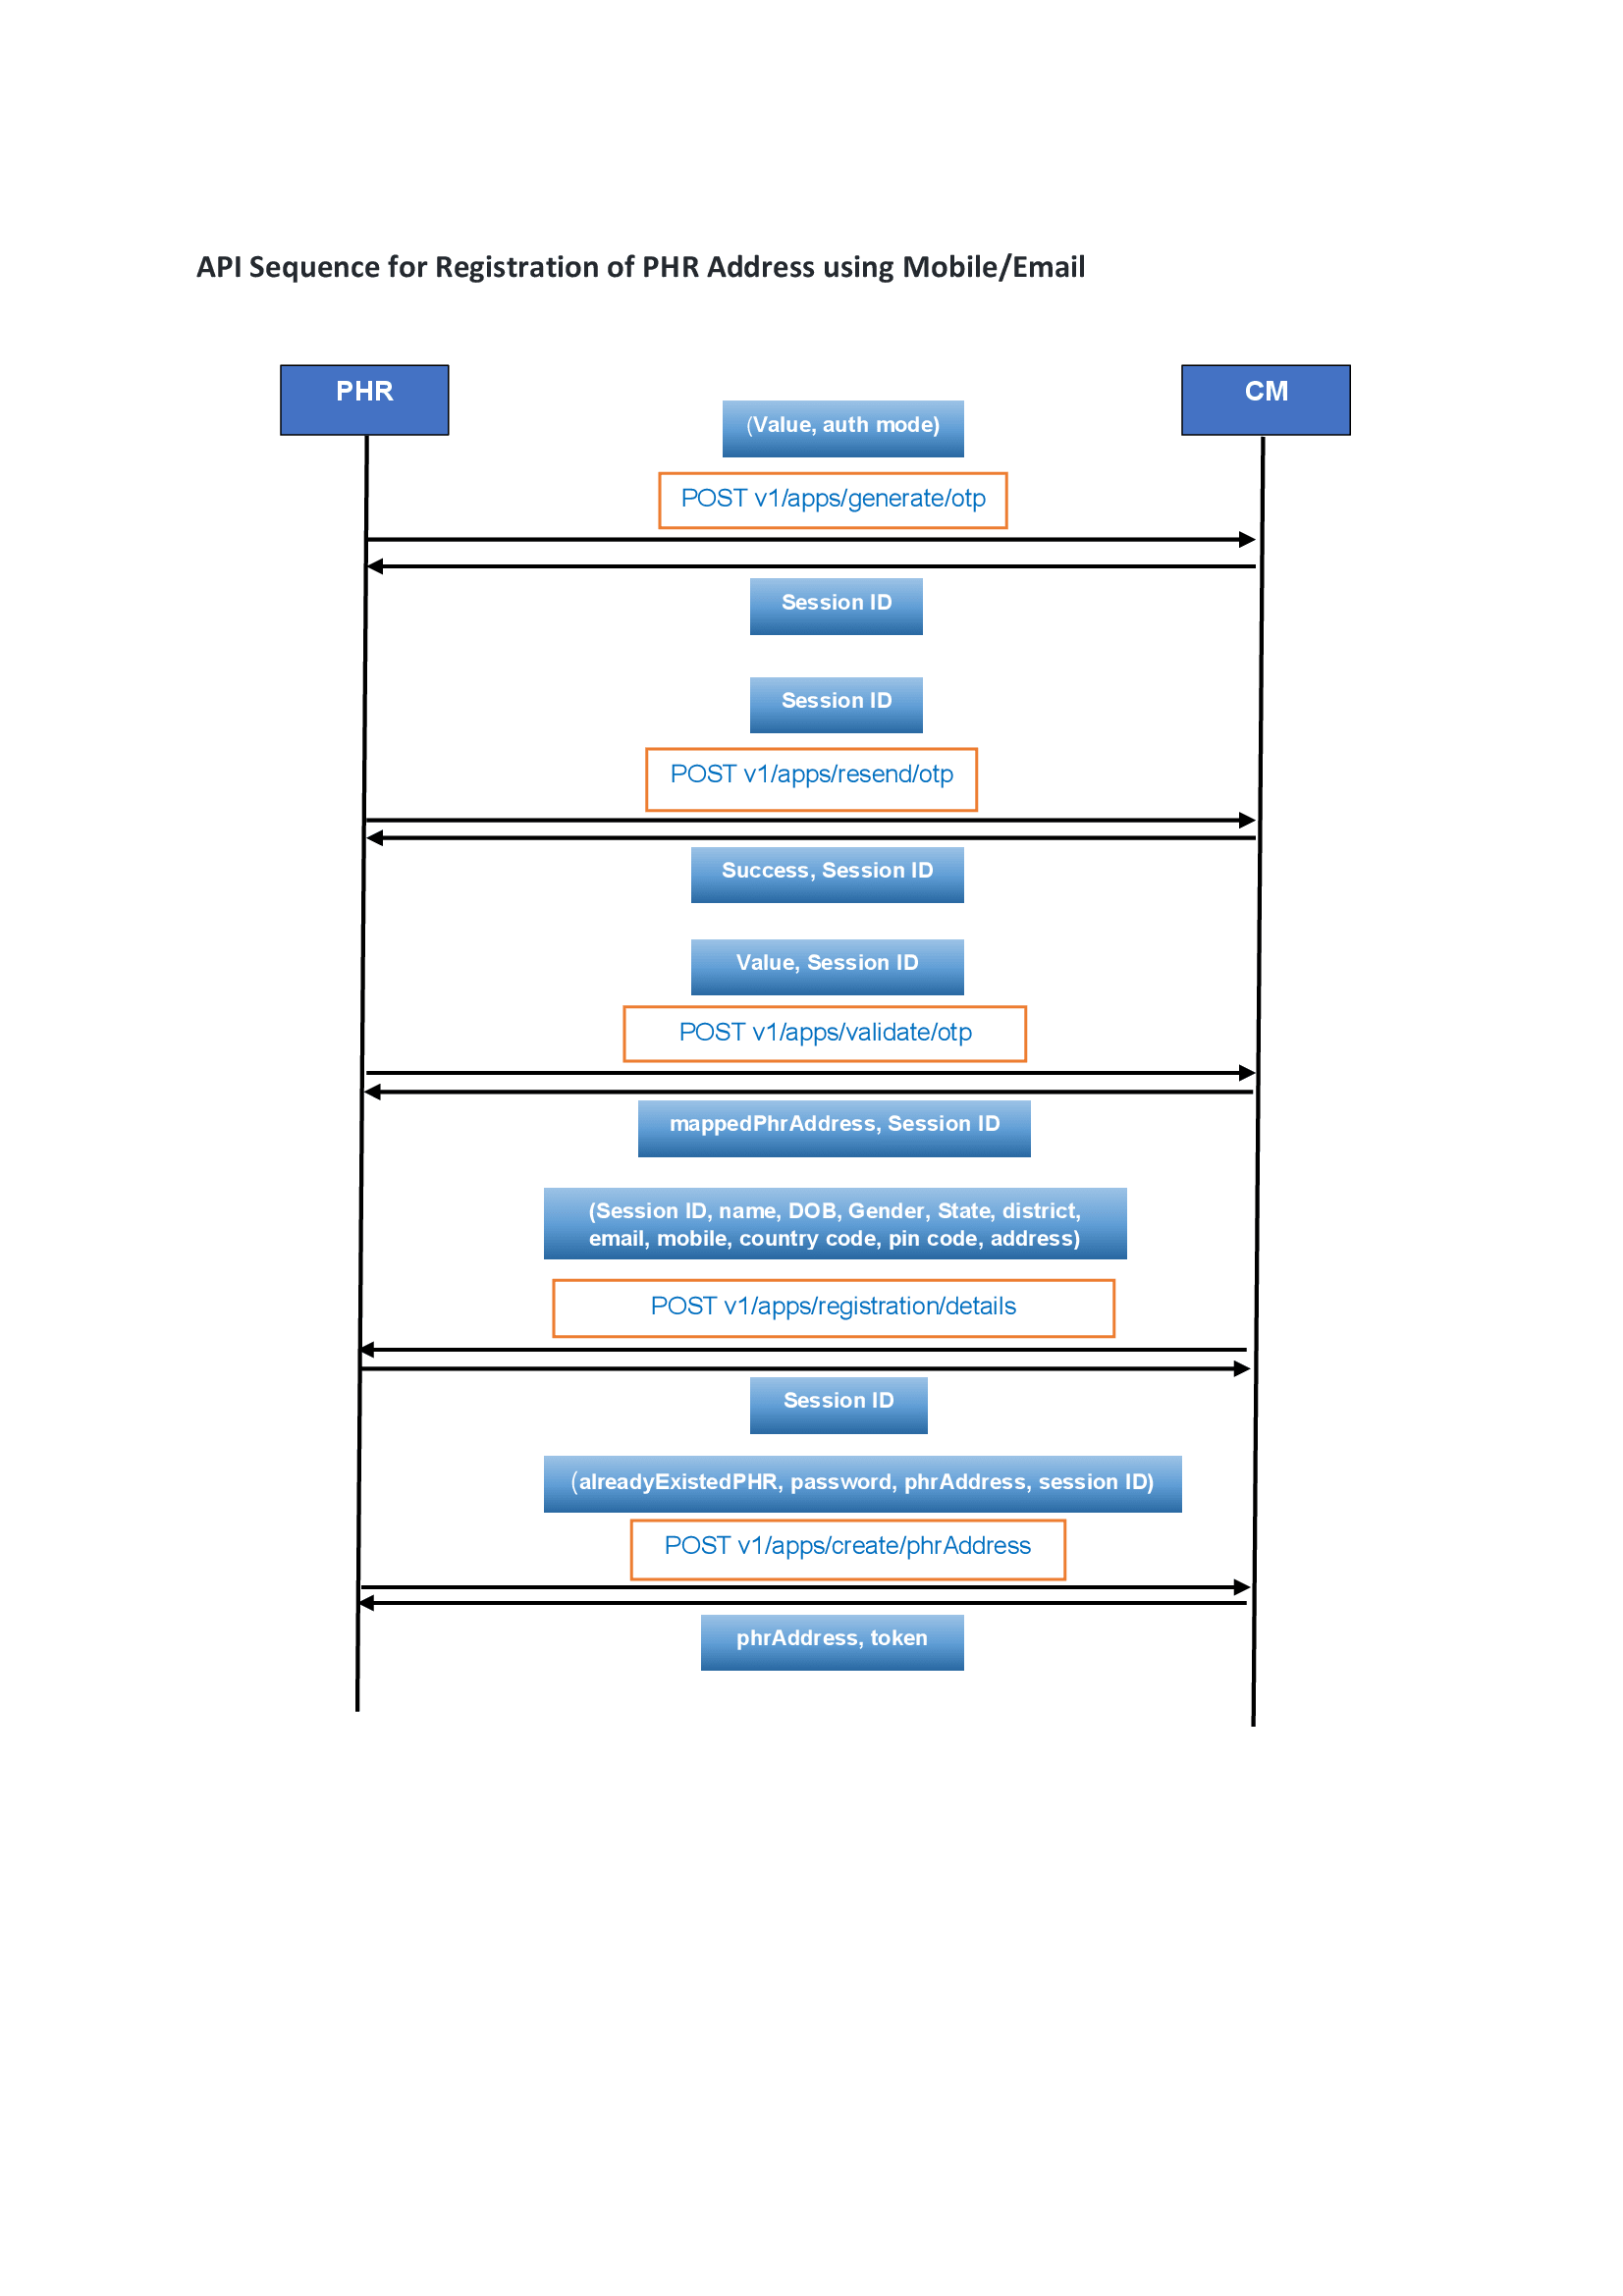 API Sequence for Registration of PHR Address using Mobile/Email
PHR
CM
(Value, auth mode)
POST v1/apps/generate/otp
Session ID
Session ID
POST v1/apps/resend/otp
Success, Session ID
Value, Session ID
POST v1/apps/validate/otp
mappedPhrAddress, Session ID
(Session ID, name, DOB, Gender, State, district,
email, mobile, country code, pin code, address)
POST v1/apps/registration/details
Session ID
(alreadyExistedPHR, password, phrAddress, session ID)
POST v1/apps/create/phrAddress
phrAddress, token